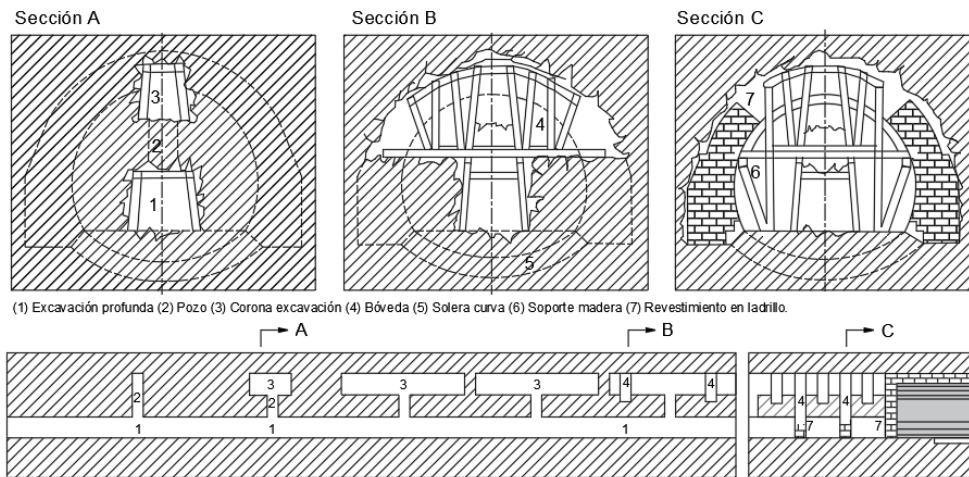 Sección A
Sección B
Sección C
3
2
1
4
5
7
6
(1) Excavación profunda (2) Pozo (3) Corona excavación (4) Bóveda (5) Solera curva (6) Soporte madera (7) Revestimiento en ladrillo.
A
B
C
2 3 2 3 3 4 4 4 4
1 1 1 7 7